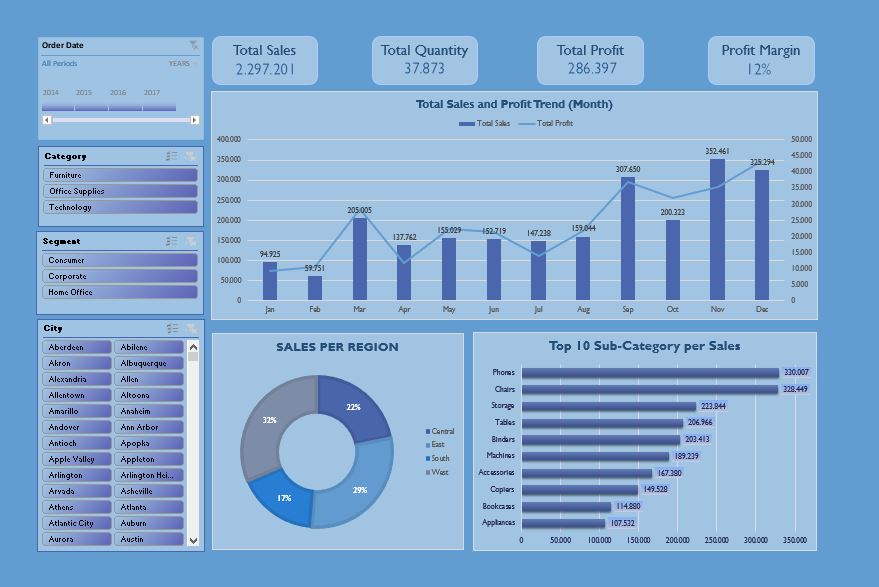 Order Date
All Periods YEARS
2014 2015 2016 2017
Total Sales
2.297.201
Total Quantity
37.873
Total Profit
286.397
Profit Margin
12%
Category
Furniture
Office Supplies
Technology
Segment
Consumer
Corporate
Home Office
City
Aberdeen Abilene
Akron Albuquerque
Alexandria Allen
Allentown Altoona
Amarillo Anaheim
Andover Ann Arbor
Antioch Apopka
Apple Valley Appleton
Arlington Arlington Hei...
Arvada Asheville
Athens Atlanta
Atlantic City Auburn
Aurora Austin
Total Sales and Profit Trend (Month)
Total Sales Total Profit
400.000
350.000
300.000
250.000
200.000
150.000
100.000
50.000
0
94.925
59.751
205.005
137.762
155.029
152.719
147.238
159.044
307.650
200.323
352.461
325.294
50.000
45.000
40.000
35.000
30.000
25.000
20.000
15.000
10.000
5.000
0
Jan Feb Mar Apr May Jun Jul Aug Sep Oct Nov Dec
SALES PER REGION
22%
29%
17%
32%
Central
East
South
West
Top 10 Sub-Category per Sales
Phones 330.007
Chairs 328.449
Storage 223.844
Tables 206.966
Binders 203.413
Machines 189.239
Accessories 167.380
Copiers 149.528
Bookcases 114.880
Appliances 107.532
0 50.000 100.000 150.000 200.000 250.000 300.000 350.000